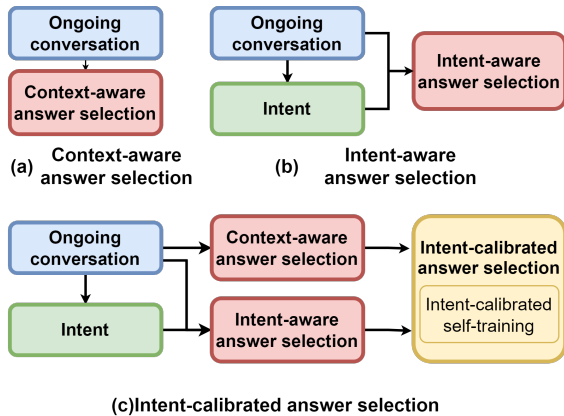 Ongoing
conversation
Context-aware
answer selection
(a) Context-aware
answer selection
Ongoing
conversation
Intent
Intent-aware
answer selection
(b) Intent-aware
answer selection
Ongoing
conversation
Intent
Context-aware
answer selection
Intent-aware
answer selection
Intent-calibrated
answer selection
Intent-calibrated
self-training
(c)Intent-calibrated answer selection